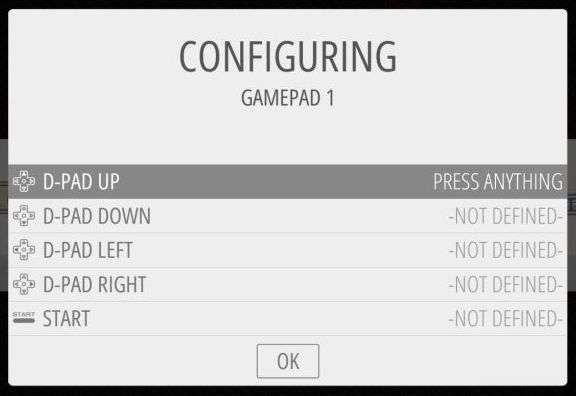 CONFIGURING
GAMEPAD 1
D-PAD UP PRESS ANYTHING
D-PAD DOWN -NOT DEFINED-
D-PAD LEFT -NOT DEFINED-
D-PAD RIGHT -NOT DEFINED-
START START -NOT DEFINED-
OK